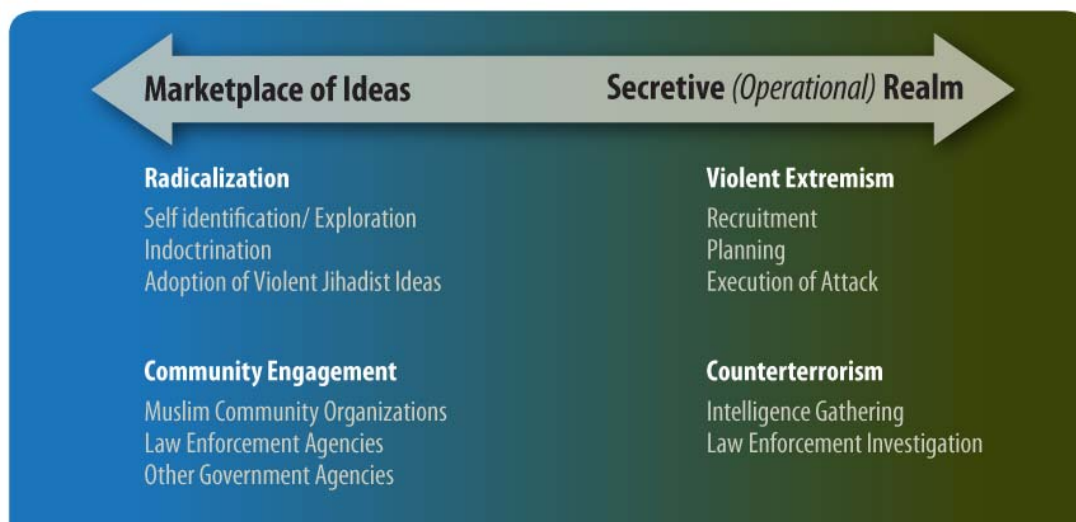 Marketplace of Ideas
Secretive (Operational) Realm
Radicalization
Self identification/ Exploration
Indoctrination
Adoption of Violent Jihadist Ideas
Violent Extremism
Recruitment
Planning
Execution of Attack
Community Engagement
Muslim Community Organizations
Law Enforcement Agencies
Other Government Agencies
Counterterrorism
Intelligence Gathering
Law Enforcement Investigation